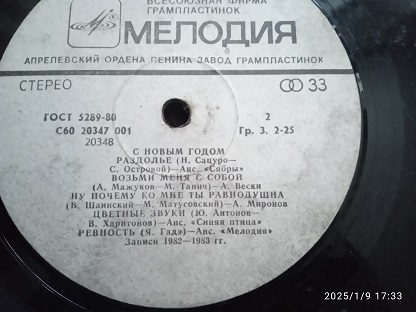 ВСЕСОЮЗНАЯ ФИРМА
ГРАМПЛАСТИНОК
МЕЛОДИЯ
АПРЕЛЕВСКИЙ ОРДЕНА ЛЕНИНА ЗАВОД ГРАМПЛАСТИНОК
СТЕРЕО 33
ГОСТ 5289-80 2
С60 20347 001 Гр. 3. 2-25
20348
С НОВЫМ ГОДОМ
РАЗДОЛЬЕ (Н. Сацуро—
С. Островой)—Анс. «Сябры»
ВОЗЬМИ МЕНЯ С СОБОЙ
(А. Мажуков—М. Танич)—А. Вески
НУ ПОЧЕМУ КО МНЕ ТЫ РАВНОДУШНА
(В. Шаинский—М. Матусовский)—А. Миронов
ЦВЕТНЫЕ ЗВУКИ (Ю. Антонов—
В. Харитонов)—Анс. «Синяя птица»
РЕВНОСТЬ (Я. Гадэ)—Анс. «Мелодия»
Записи 1982—1983 гг.
2025/1/9 17:33